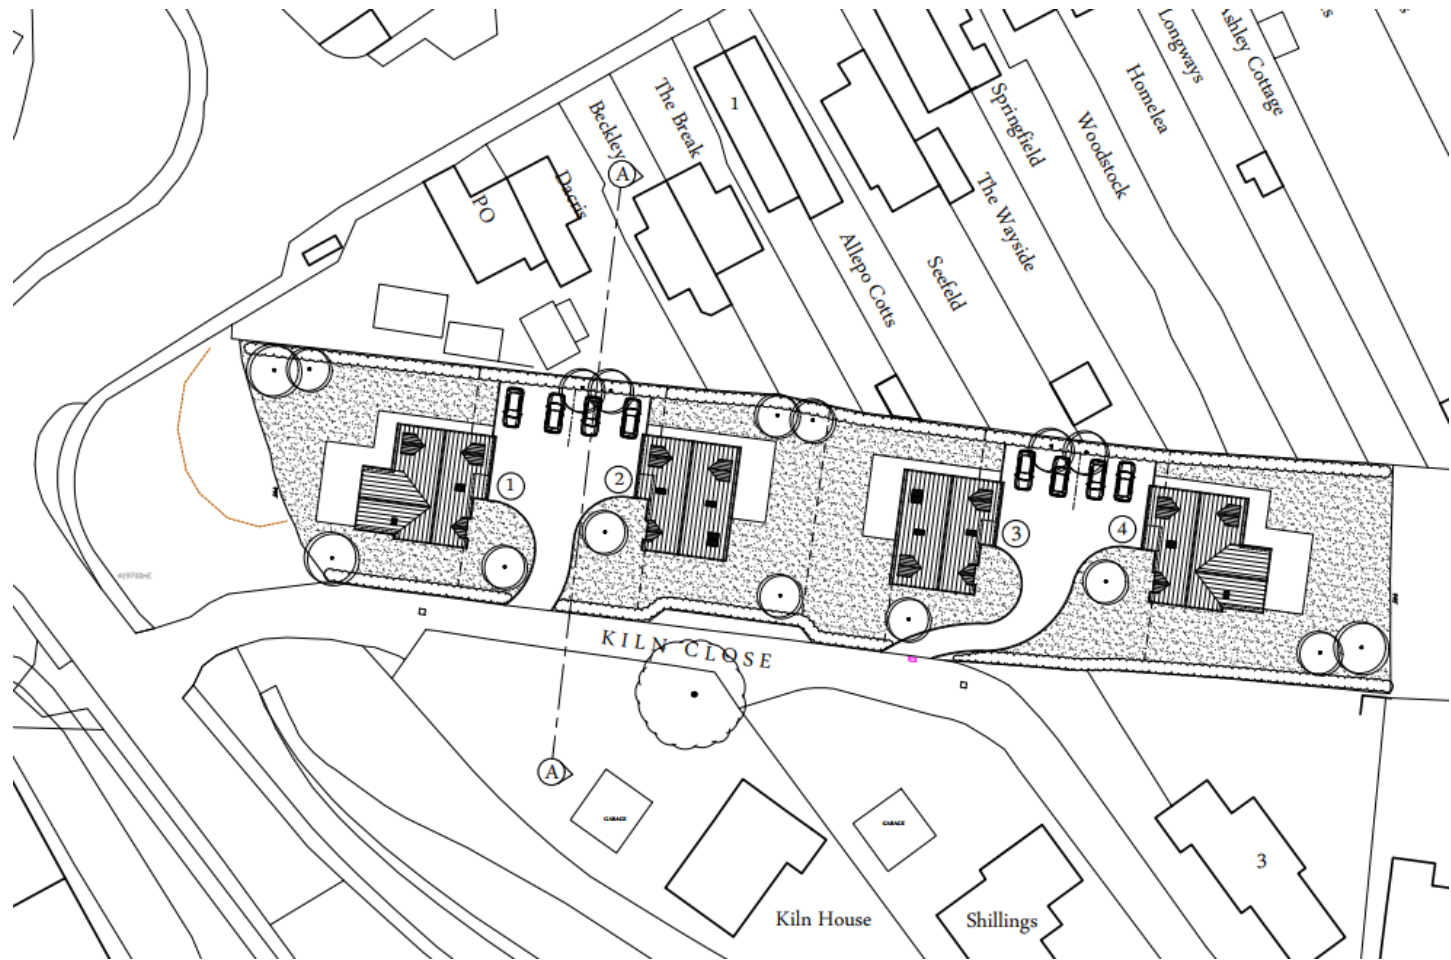 Longways
Ashley Cottage
Homelea
The Break
1
Springfield
Woodstock
Beckley
A
Dacris
PO
The Wayside
Allepo Cotts
Seefeld
1
2
3
4
KILN CLOSE
A
GARAGE
GARAGE
3
Kiln House
Shillings